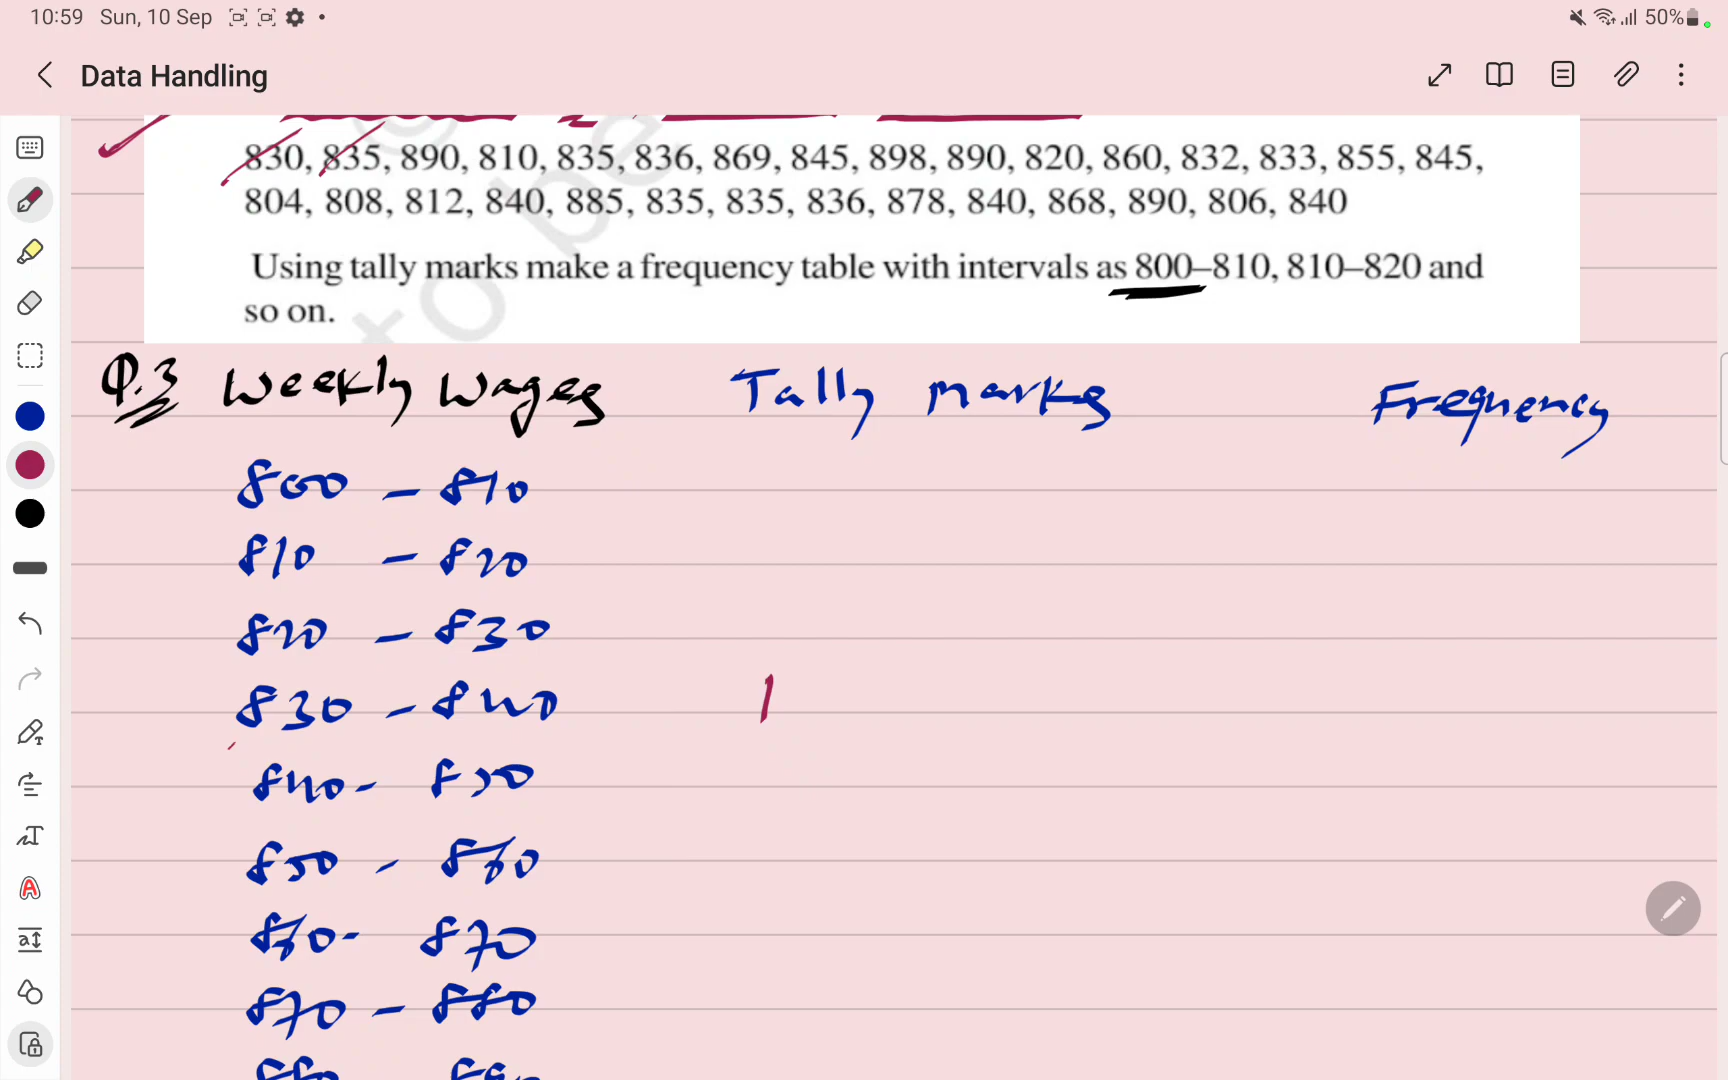 10:59 Sun, 10 Sep 50%
Data Handling
830, 835, 890, 810, 835, 836, 869, 845, 898, 890, 820, 860, 832, 833, 855, 845,
804, 808, 812, 840, 885, 835, 835, 836, 878, 840, 868, 890, 806, 840
Using tally marks make a frequency table with intervals as 800–810, 810–820 and
so on.
Q.3 Weekly Wages Tally marks Frequency
800 - 810
810 - 820
820 - 830
830 - 840
840 - 850
850 - 860
860 - 870
870 - 880